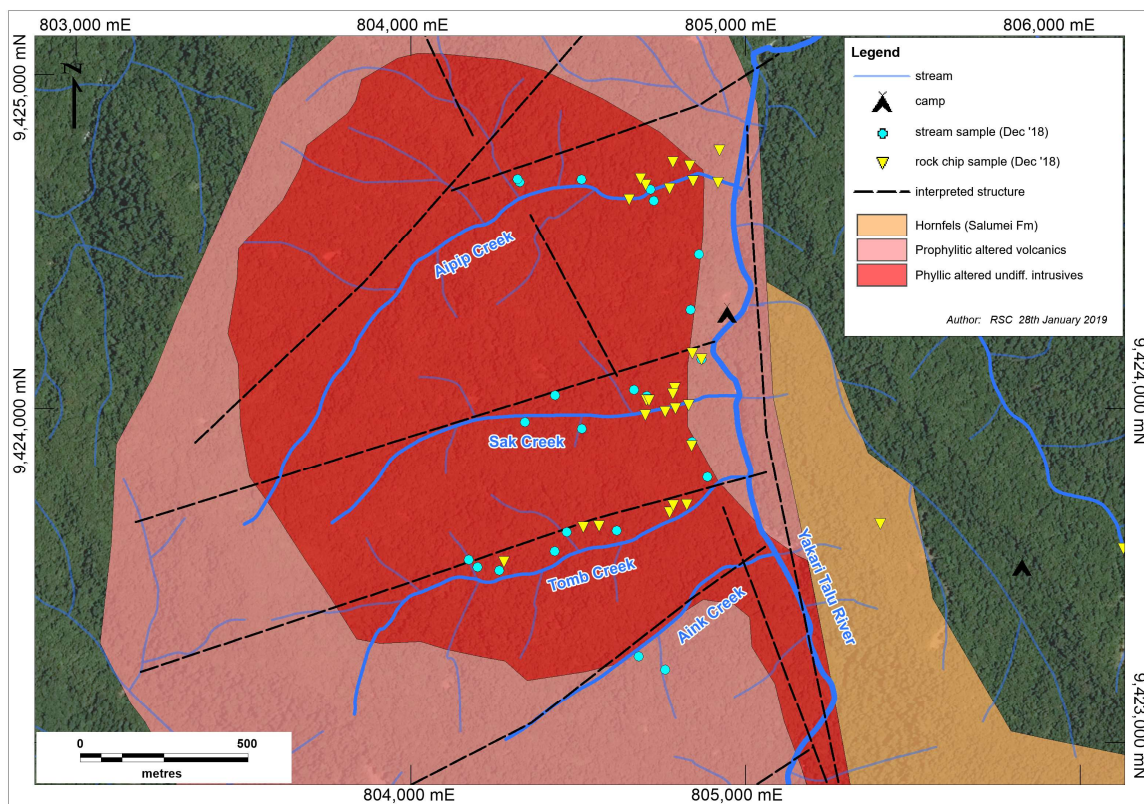 803,000 mE
804,000 mE
805,000 mE
806,000 mE
9,425,000 mN
N
Legend
stream
camp
stream sample (Dec '18)
rock chip sample (Dec '18)
interpreted structure
Hornfels (Salumei Fm)
Prophylitic altered volcanics
Phyllic altered undiff. intrusives
Author: RSC 28th January 2019
Aipip Creek
9,424,000 mN
9,424,000 mN
Sak Creek
Tomb Creek
Aink Creek
Yakari Talu River
9,423,000 mN
0 500
metres
804,000 mE
805,000 mE